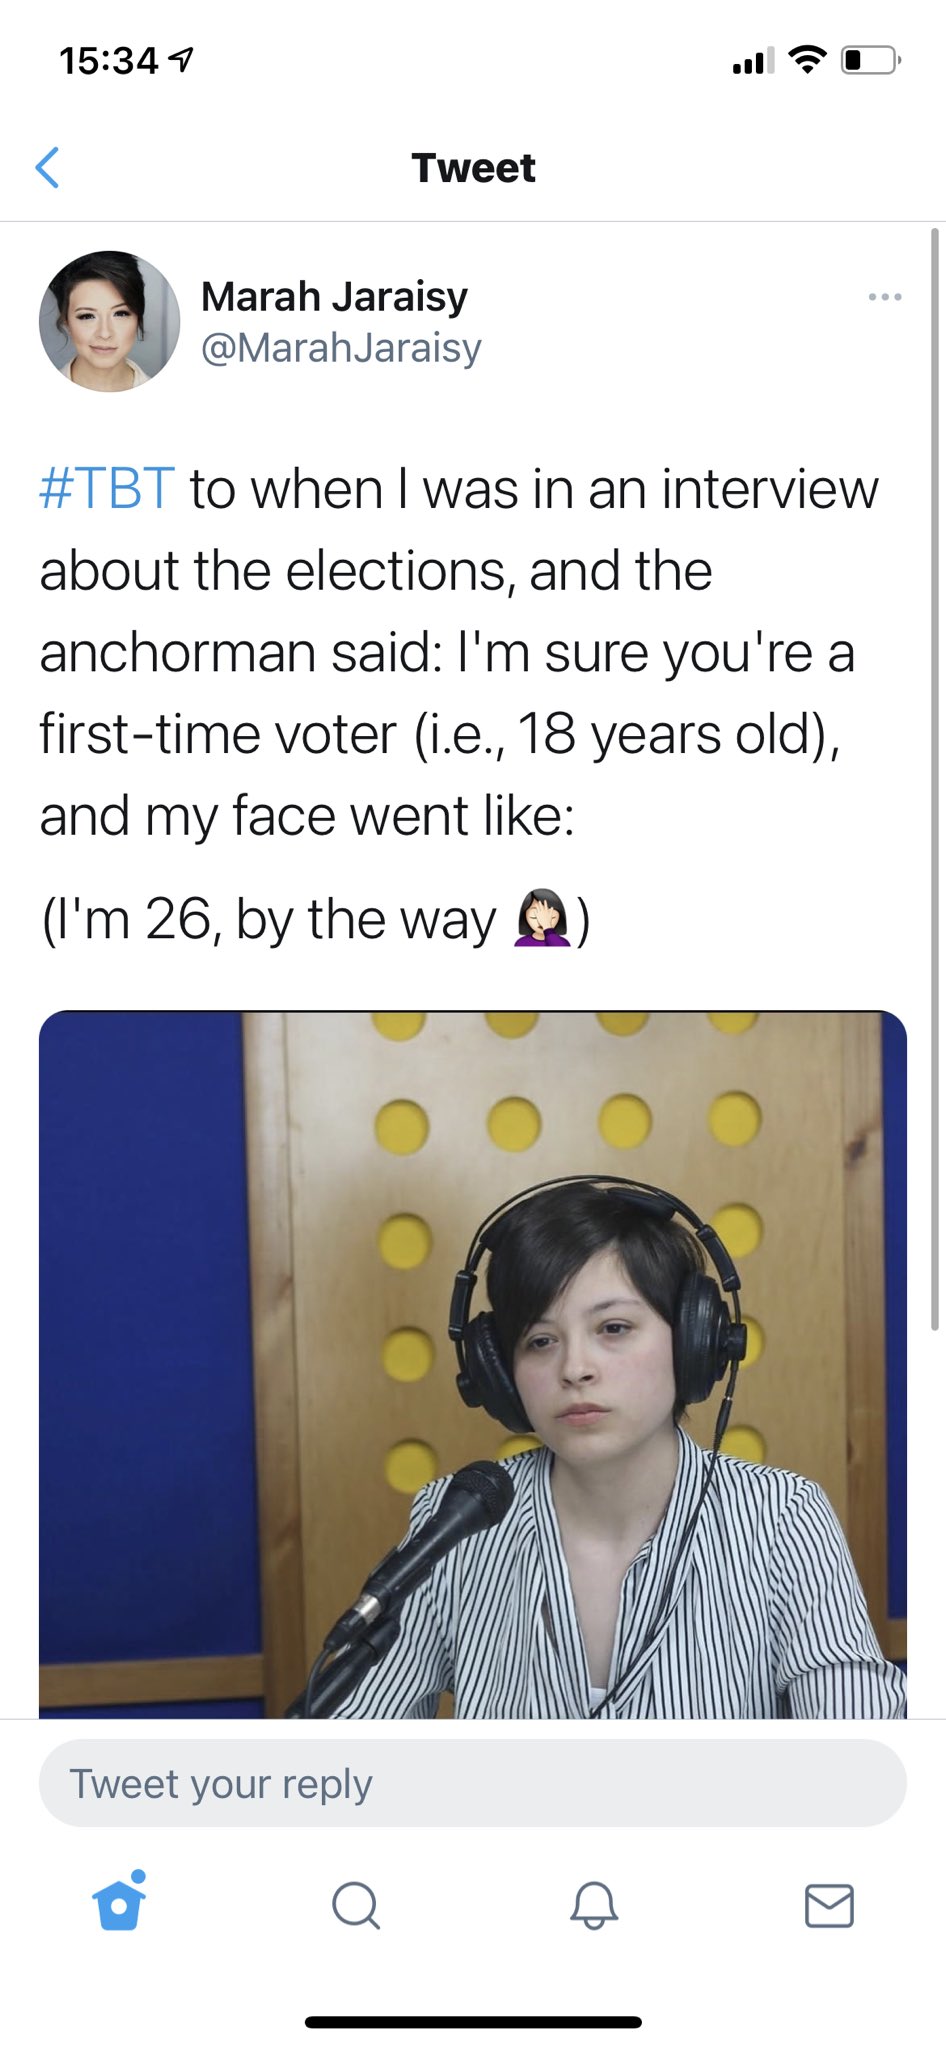 15:34
Tweet
Marah Jaraisy
@MarahJaraisy
#TBT to when I was in an interview
about the elections, and the
anchorman said: I'm sure you're a
first-time voter (i.e., 18 years old),
and my face went like:
(I'm 26, by the way 🤦🏻‍♀️)
Tweet your reply